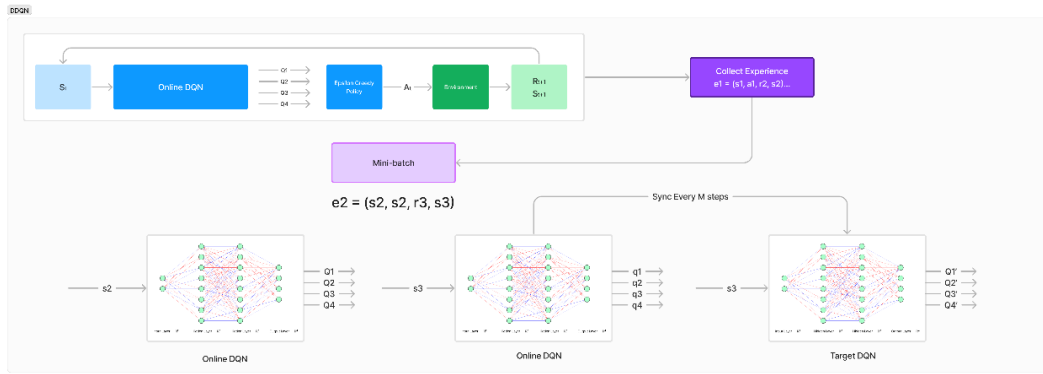 DDQN
St
Online DQN
Q1
Q2
Q3
Q4
Epsilon Greedy
Policy
At
Environment
Rt+1
St+1
Collect Experience
e1 = (s1, a1, r2, s2)...
Mini-batch
e2 = (s2, s2, r3, s3)
Sync Every M steps
s2
Q1
Q2
Q3
Q4
s3
q1
q2
q3
q4
s3
Q1'
Q2'
Q3'
Q4'
Online DQN
Online DQN
Target DQN